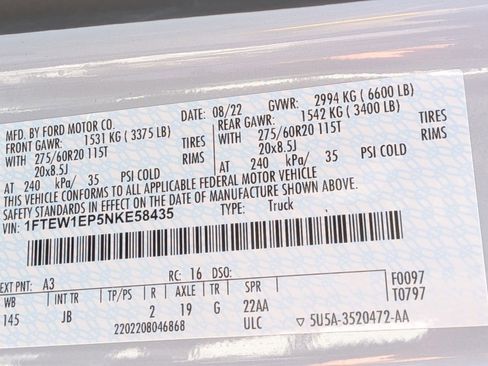 MFD. BY FORD MOTOR CO. DATE: 08/22 GVWR: 2994 KG ( 6600 LB)
FRONT GAWR: 1531 KG ( 3375 LB) REAR GAWR: 1542 KG ( 3400 LB)
WITH 275/60R20 115T TIRES WITH 275/60R20 115T TIRES
20x8.5J RIMS 20x8.5J RIMS
AT 240 kPa/ 35 PSI COLD AT 240 kPa/ 35 PSI COLD
THIS VEHICLE CONFORMS TO ALL APPLICABLE FEDERAL MOTOR VEHICLE
SAFETY STANDARDS IN EFFECT ON THE DATE OF MANUFACTURE SHOWN ABOVE.
VIN: 1FTEW1EP5NKE58435 TYPE: Truck
EXT PNT: A3 RC: 16 DSO: F0097
WB INT TR TP/PS R AXLE TR SPR T0797
145 JB 2 19 G 22AA
2202208046868 ULC ▽ 5U5A-3520472-AA